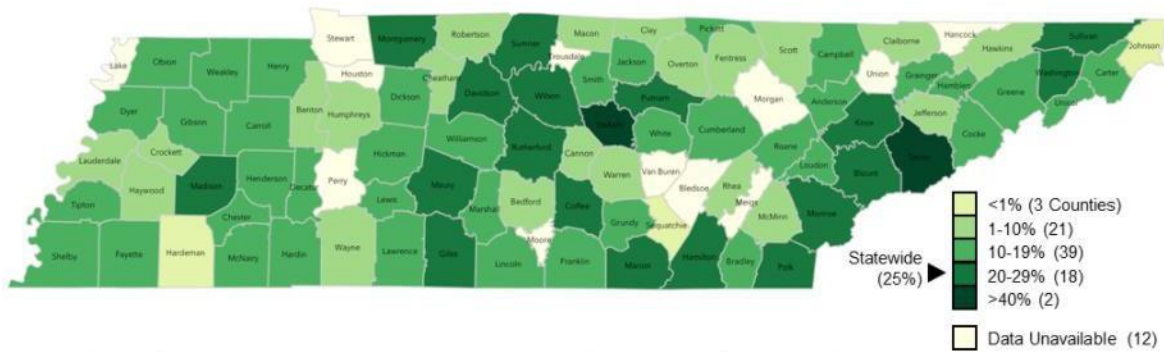 Stewart
Montgomery
Robertson
Sumner
Macon
Clay
Pickett
Scott
Claiborne
Hancock
Hawkins
Sullivan
Johnson
Lake
Obion
Weakley
Henry
Houston
Cheatham
Trousdale
Smith
Jackson
Overton
Fentress
Campbell
Union
Grainger
Hamblen
Washington
Carter
Dyer
Gibson
Carroll
Benton
Humphreys
Dickson
Davidson
Wilson
Putnam
Morgan
Anderson
Knox
Jefferson
Greene
Union
Lauderdale
Crockett
Haywood
Madison
Henderson
Decatur
Perry
Hickman
Williamson
Rutherford
Cannon
Warren
White
Cumberland
Roane
Loudon
Blount
Cocke
Tipton
Chester
Lewis
Maury
Marshall
Bedford
Coffee
Van Buren
Bledsoe
Rhea
Meigs
McMinn
Monroe
Shelby
Fayette
Hardeman
McNairy
Hardin
Wayne
Lawrence
Giles
Lincoln
Moore
Franklin
Grundy
Sequatchie
Marion
Hamilton
Bradley
Polk
Statewide
(25%)
<1% (3 Counties)
1-10% (21)
10-19% (39)
20-29% (18)
>40% (2)
Data Unavailable (12)